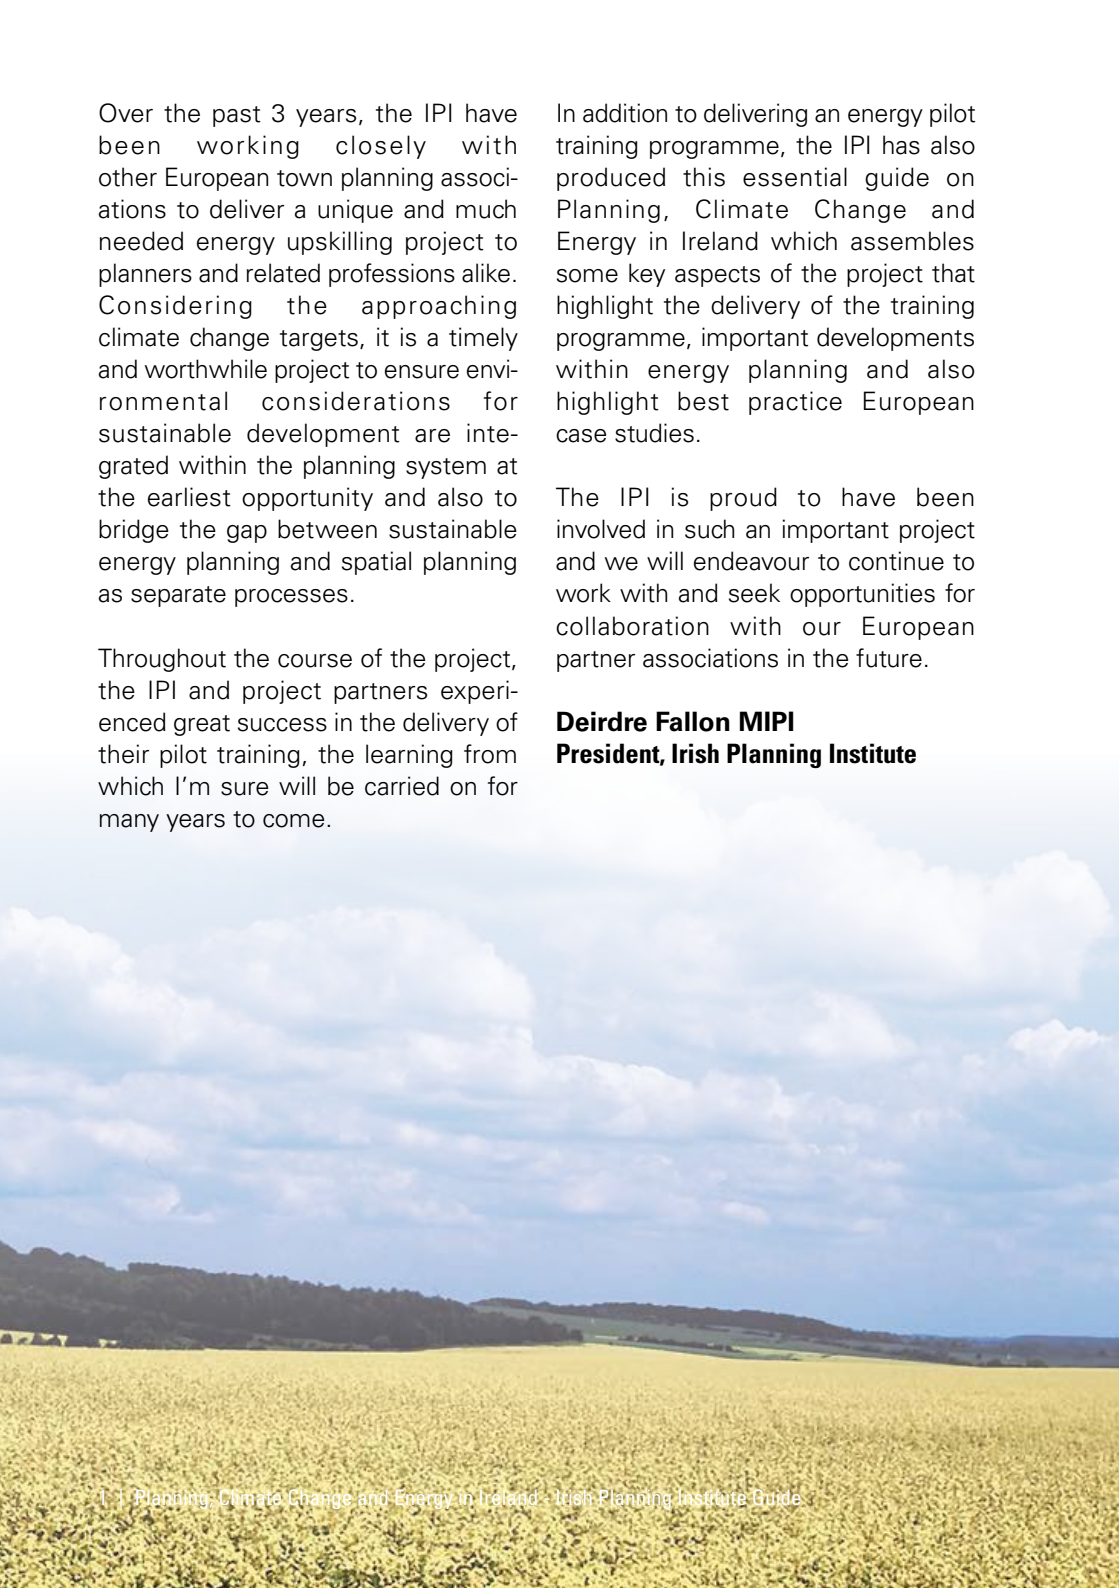 Over the past 3 years, the IPI have
been working closely with
other European town planning associ-
ations to deliver a unique and much
needed energy upskilling project to
planners and related professions alike.
Considering the approaching
climate change targets, it is a timely
and worthwhile project to ensure envi-
ronmental considerations for
sustainable development are inte-
grated within the planning system at
the earliest opportunity and also to
bridge the gap between sustainable
energy planning and spatial planning
as separate processes.
Throughout the course of the project,
the IPI and project partners experi-
enced great success in the delivery of
their pilot training, the learning from
which I'm sure will be carried on for
many years to come.
In addition to delivering an energy pilot
training programme, the IPI has also
produced this essential guide on
Planning, Climate Change and
Energy in Ireland which assembles
some key aspects of the project that
highlight the delivery of the training
programme, important developments
within energy planning and also
highlight best practice European
case studies.
The IPI is proud to have been
involved in such an important project
and we will endeavour to continue to
work with and seek opportunities for
collaboration with our European
partner associations in the future.
Deirdre Fallon MIPI
President, Irish Planning Institute
1 | Planning, Climate Change and Energy in Ireland - Irish Planning Institute Guide